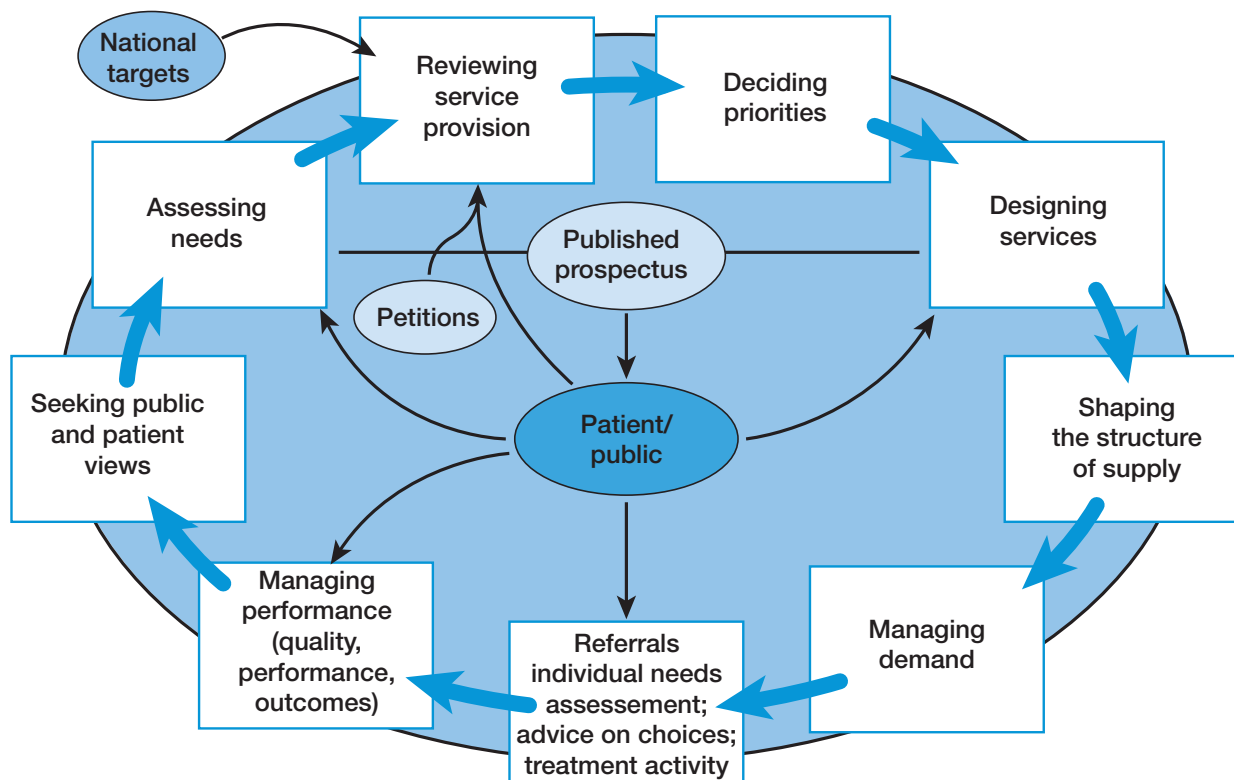 National
targets
Reviewing
service
provision
Deciding
priorities
Assessing
needs
Published
prospectus
Designing
services
Petitions
Seeking public
and patient
views
Patient/
public
Shaping
the structure
of supply
Managing
performance
(quality,
performance,
outcomes)
Referrals
individual needs
assessement;
advice on choices;
treatment activity
Managing
demand